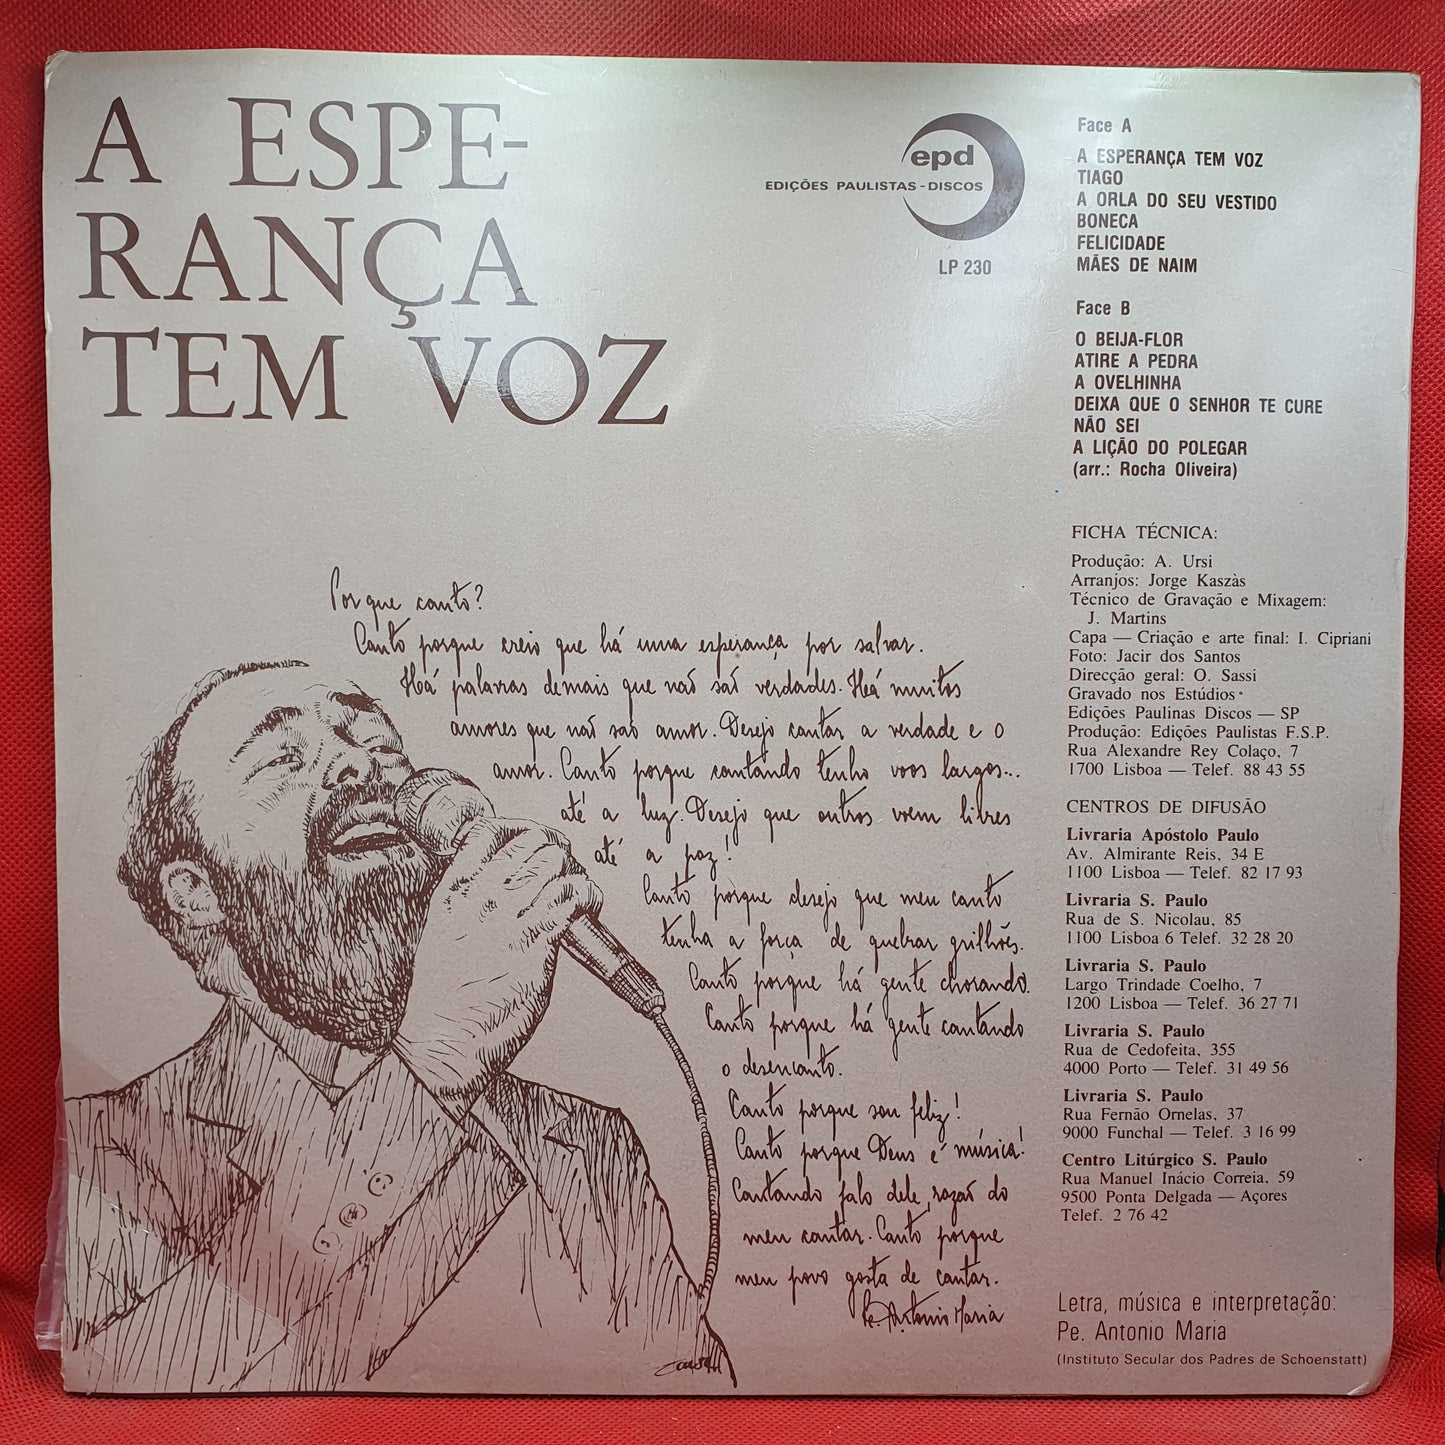 A ESPE-
RANÇA
TEM VOZ
epd
EDIÇÕES PAULISTAS - DISCOS
LP 230
Face A
A ESPERANÇA TEM VOZ
TIAGO
A ORLA DO SEU VESTIDO
BONECA
FELICIDADE
MÃES DE NAIM
Face B
O BEIJA-FLOR
ATIRE A PEDRA
A OVELHINHA
DEIXA QUE O SENHOR TE CURE
NÃO SEI
A LIÇÃO DO POLEGAR
(arr.: Rocha Oliveira)
FICHA TÉCNICA:
Produção: A. Ursi
Arranjos: Jorge Kaszàs
Técnico de Gravação e Mixagem:
J. Martins
Capa — Criação e arte final: I. Cipriani
Foto: Jacir dos Santos
Direcção geral: O. Sassi
Gravado nos Estúdios
Edições Paulinas Discos — SP
Produção: Edições Paulistas F.S.P.
Rua Alexandre Rey Colaço, 7
1700 Lisboa — Telef. 88 43 55
CENTROS DE DIFUSÃO
Livraria Apóstolo Paulo
Av. Almirante Reis, 34 E
1100 Lisboa — Telef. 82 17 93
Livraria S. Paulo
Rua de S. Nicolau, 85
1100 Lisboa 6 Telef. 32 28 20
Livraria S. Paulo
Largo Trindade Coelho, 7
1200 Lisboa — Telef. 36 27 71
Livraria S. Paulo
Rua de Cedofeita, 355
4000 Porto — Telef. 31 49 56
Livraria S. Paulo
Rua Fernão Ornelas, 37
9000 Funchal — Telef. 3 16 99
Centro Litúrgico S. Paulo
Rua Manuel Inácio Correia, 59
9500 Ponta Delgada — Açores
Telef. 2 76 42
Letra, música e interpretação:
Pe. Antonio Maria
(Instituto Secular dos Padres de Schoenstatt)
Por que canto?
Canto porque creio que há uma esperança por salvar.
Há palavras demais que não são verdades. Há muitos
amores que não são amor. Desejo cantar a verdade e o
amor. Canto porque cantando tenho voos largos...
até a luz. Desejo que outros voem livres
até a paz!
Canto porque desejo que meu canto
tenha a força de quebrar grilhões.
Canto porque há gente chorando.
Canto porque há gente cantando
o desencanto.
Canto porque sou feliz!
Canto porque Deus é música!
Cantando falo dele, razão do
meu cantar. Canto porque
meu povo gosta de cantar.
Pe. Antonio Maria